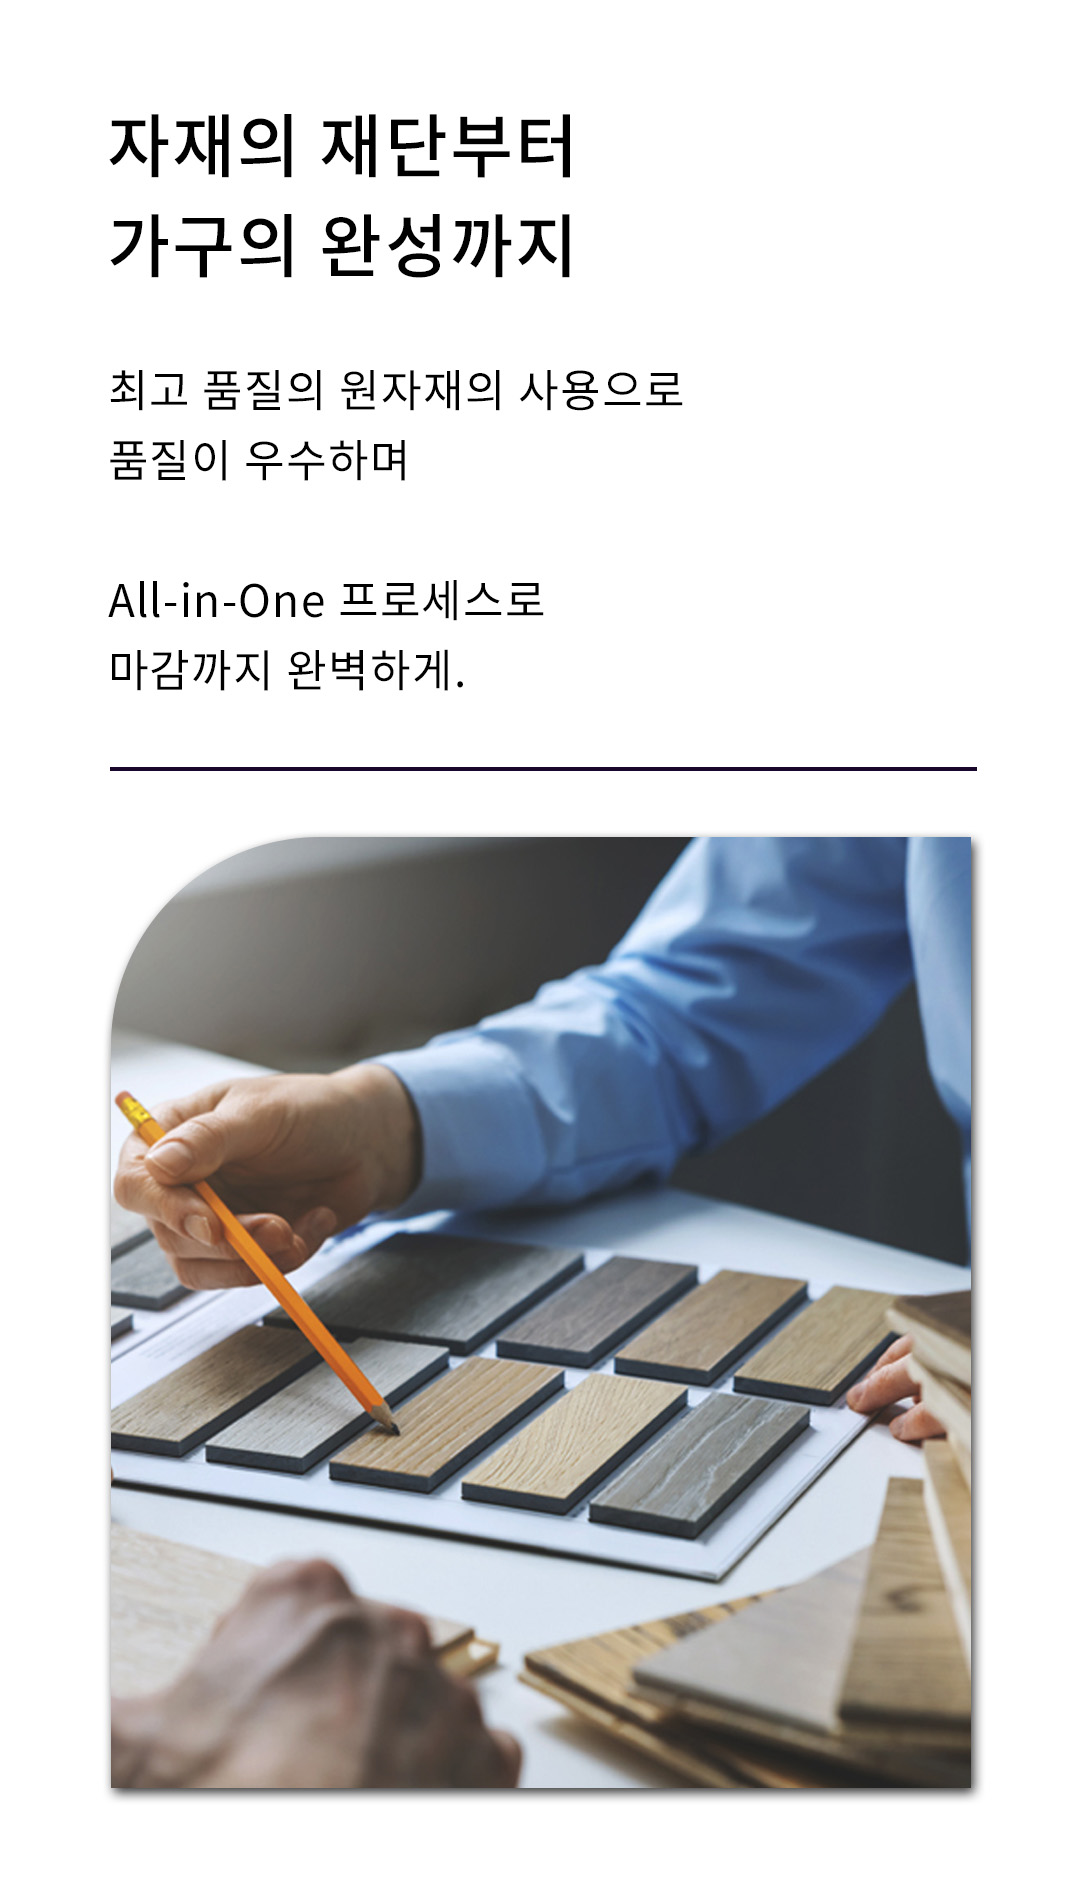 자재의 재단부터
가구의 완성까지
최고 품질의 원자재의 사용으로
품질이 우수하며
All-in-One 프로세스로
마감까지 완벽하게.